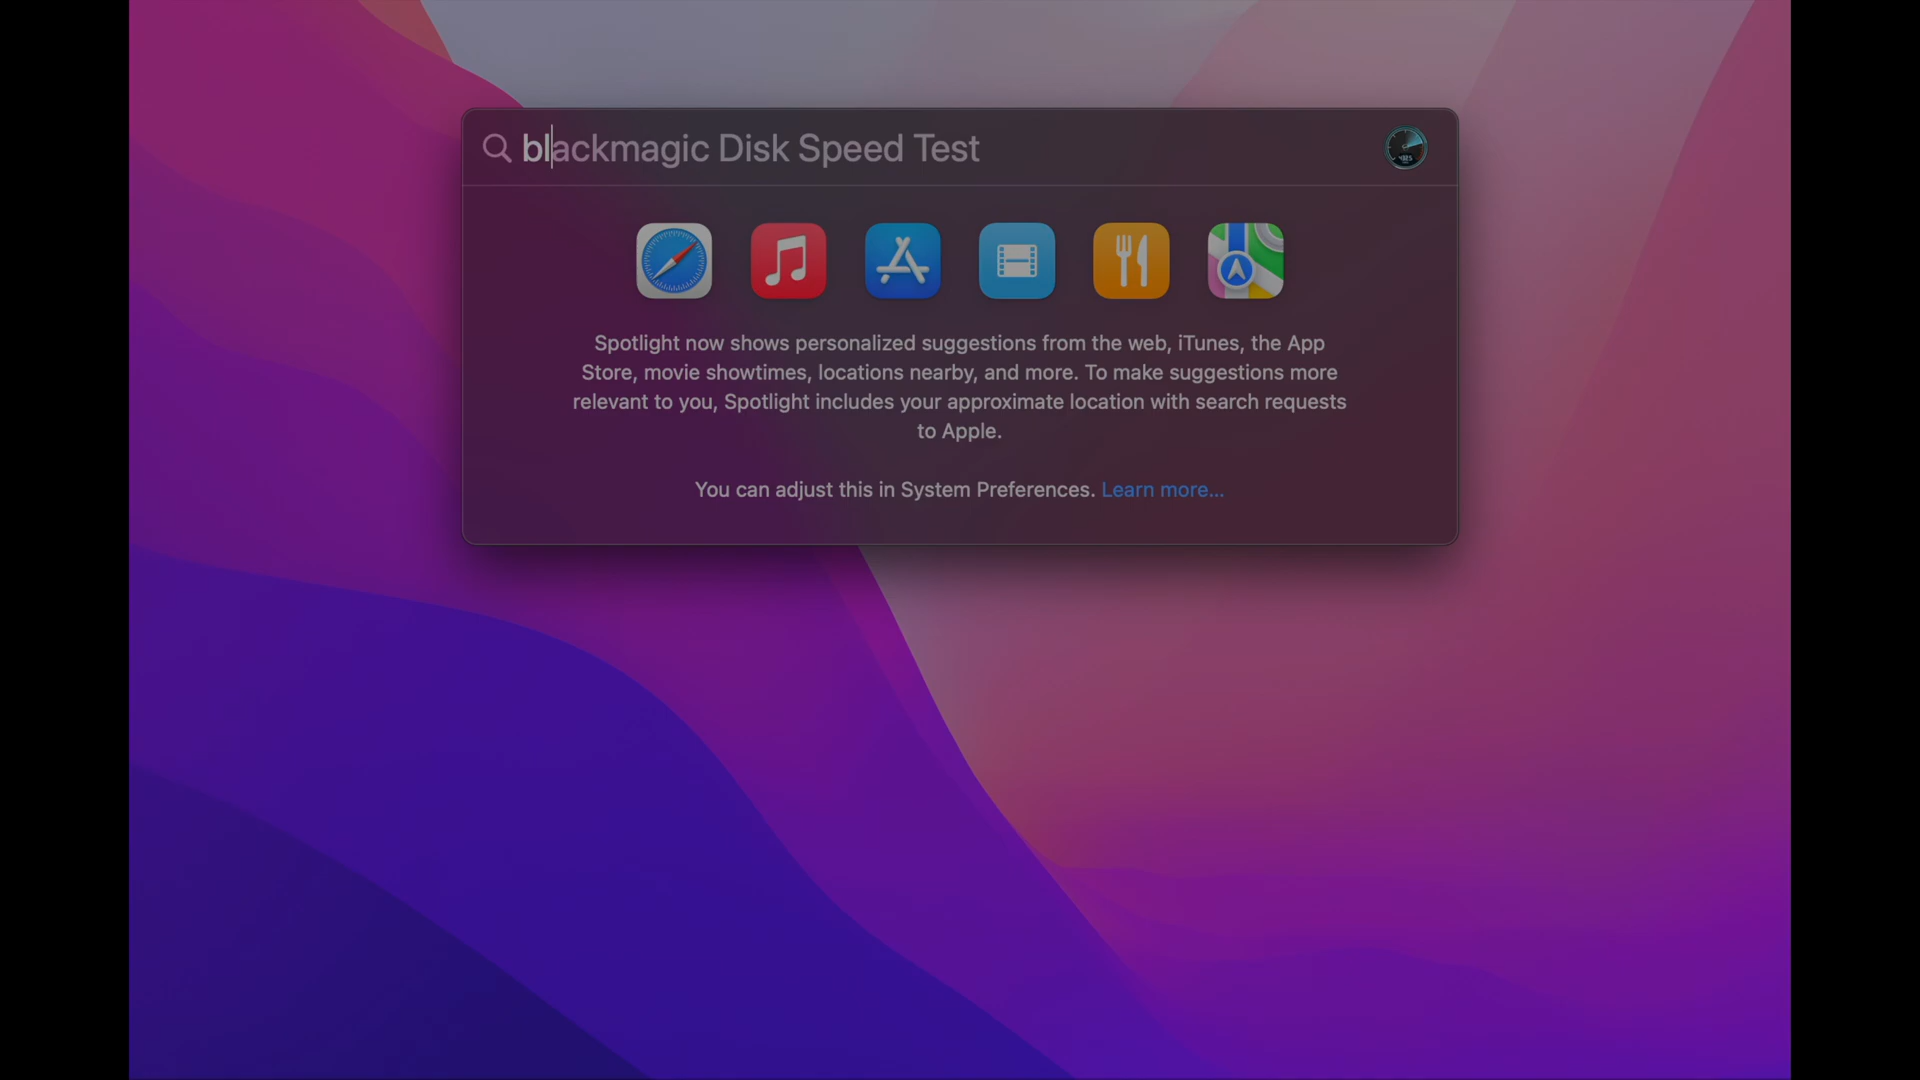 blackmagic Disk Speed Test
Spotlight now shows personalized suggestions from the web, iTunes, the App
Store, movie showtimes, locations nearby, and more. To make suggestions more
relevant to you, Spotlight includes your approximate location with search requests
to Apple.
You can adjust this in System Preferences. Learn more...